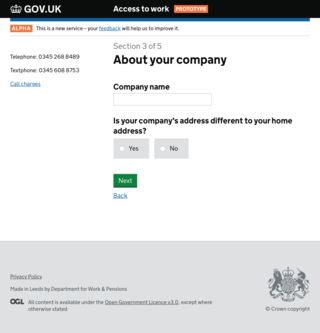 GOV.UK
Access to work PROTOTYPE
ALPHA This is a new service – your feedback will help us to improve it.
Telephone: 0345 268 8489
Textphone: 0345 608 8753
Call charges
Section 3 of 5
About your company
Company name
Is your company's address different to your home
address?
Yes
No
Next
Back
Privacy Policy
Made in Leeds by Department for Work & Pensions
OGL All content is available under the Open Government Licence v3.0, except where
otherwise stated
© Crown copyright